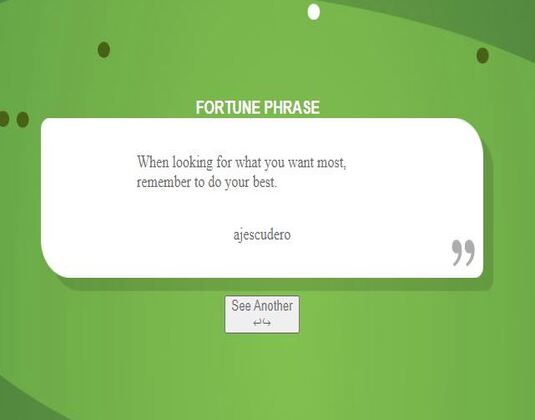 FORTUNE PHRASE
When looking for what you want most,
remember to do your best.
ajescudero
”
See Another
↩↪